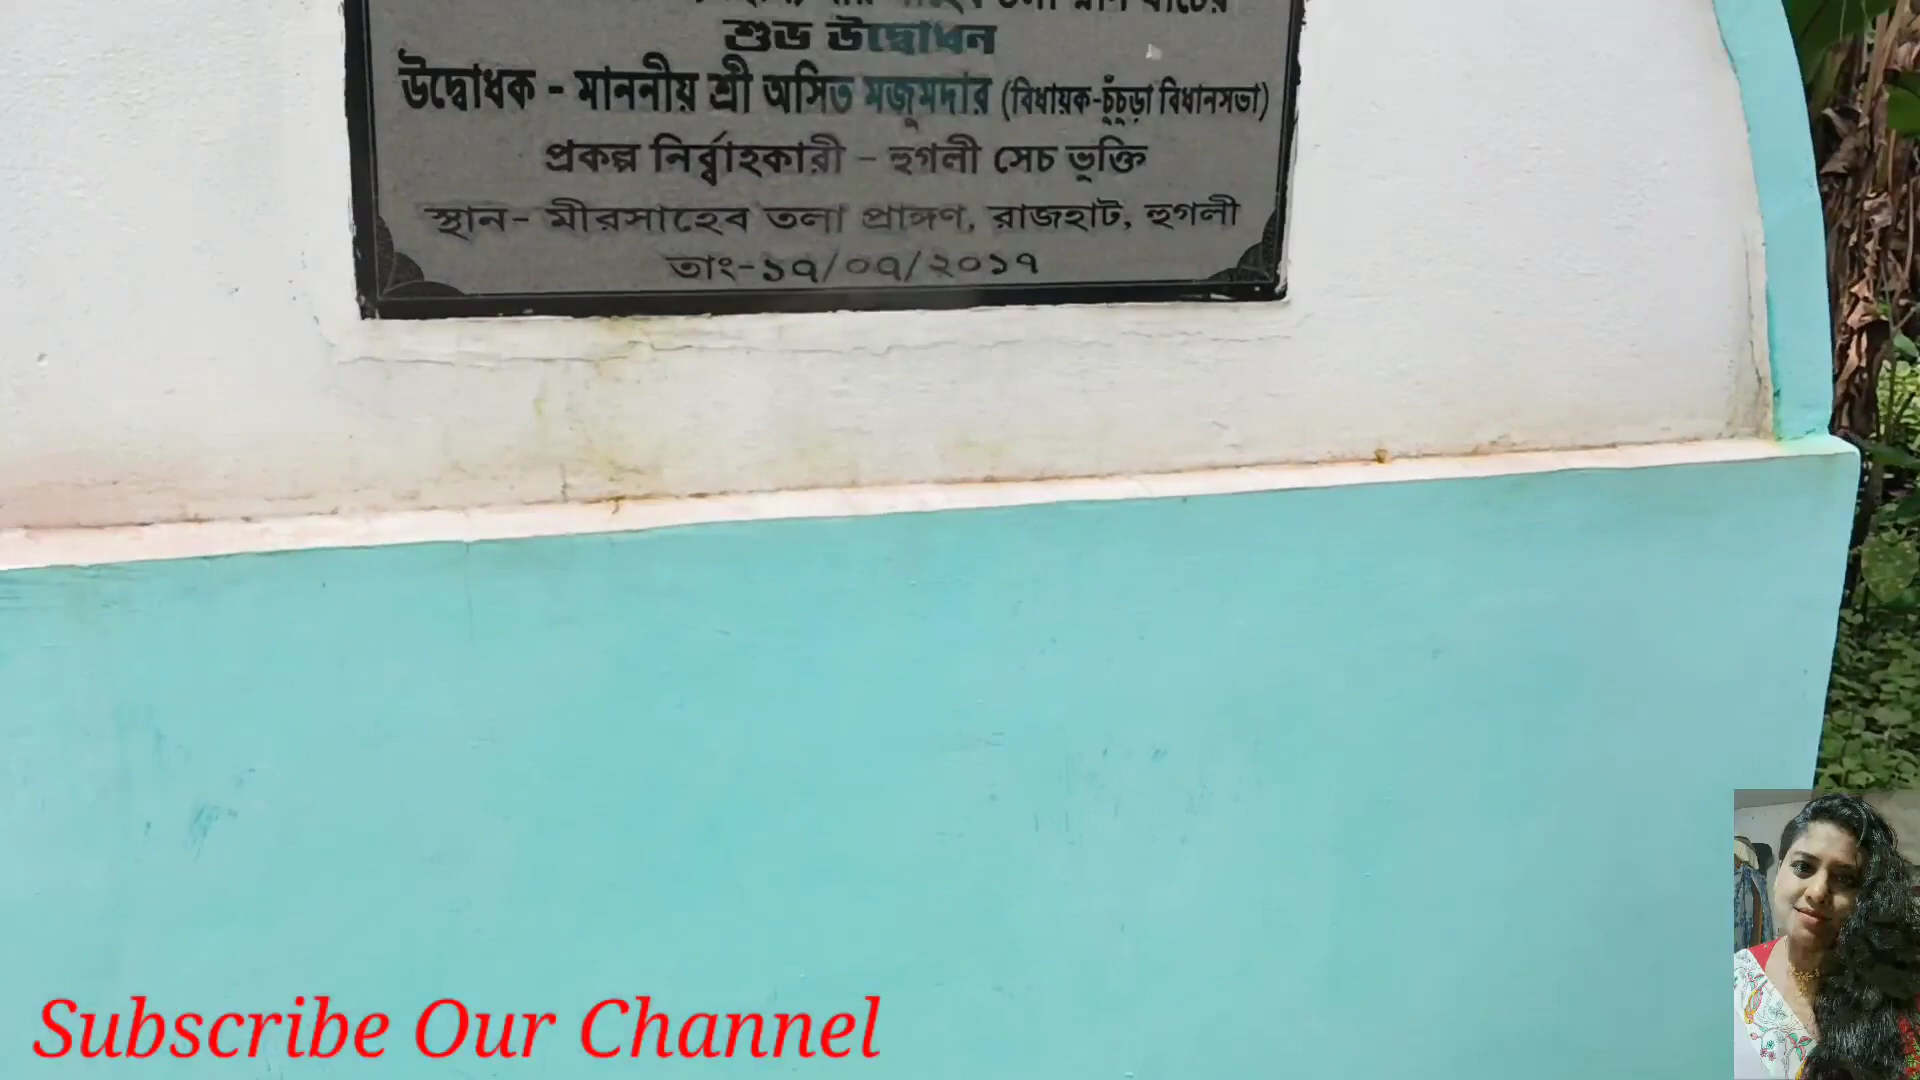 শুভ উদ্বোধন
উদ্বোধক - মাননীয় শ্রী অসিত মজুমদার (বিধায়ক-চুঁচুড়া বিধানসভা)
প্রকল্প নির্ব্বাহকারী - হুগলী সেচ ভুক্তি
স্থান- মীরসাহেব তলা প্রাঙ্গণ, রাজহাট, হুগলী
তাং-১৭/০৭/২০১৭
Subscribe Our Channel